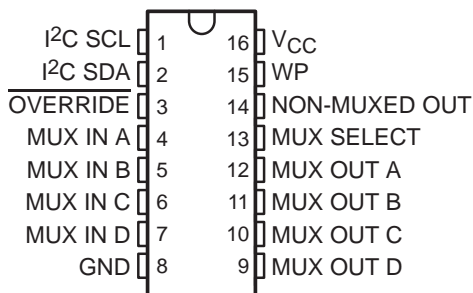 I²C SCL 1 16 VCC
I²C SDA 2 15 WP
OVERRIDE 3 14 NON-MUXED OUT
MUX IN A 4 13 MUX SELECT
MUX IN B 5 12 MUX OUT A
MUX IN C 6 11 MUX OUT B
MUX IN D 7 10 MUX OUT C
GND 8 9 MUX OUT D